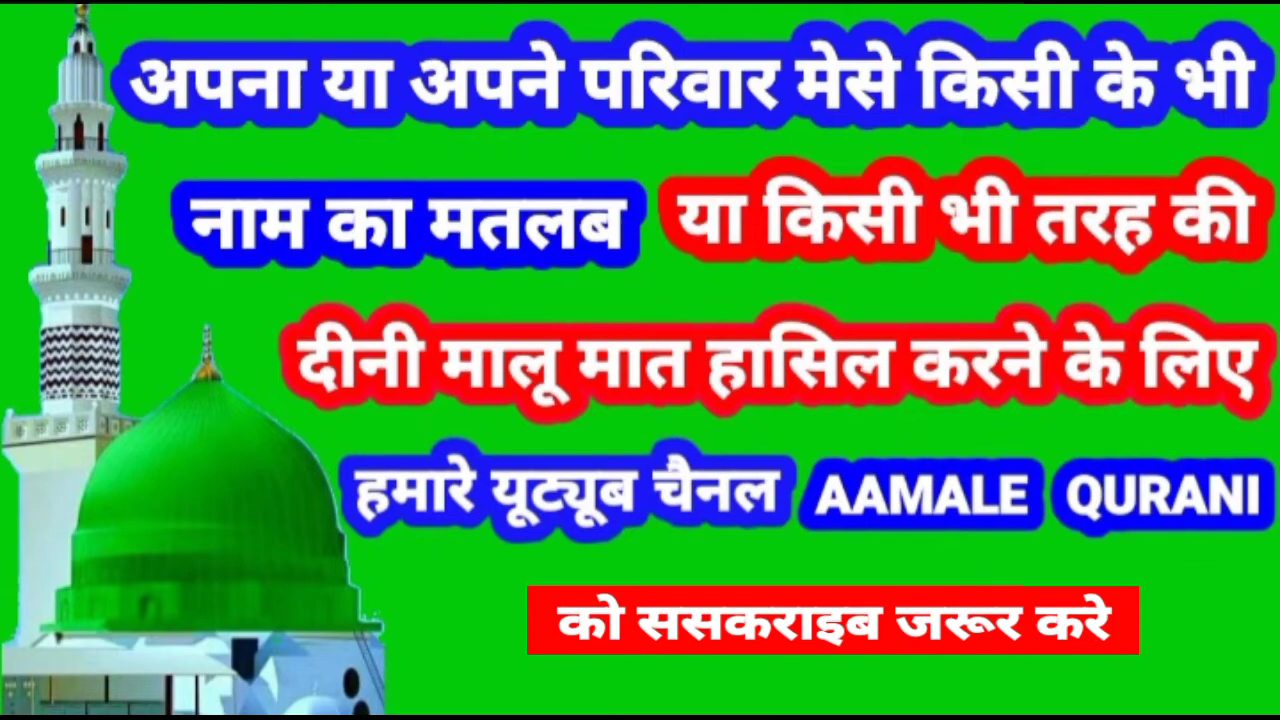 अपना या अपने परिवार मेसे किसी के भी
नाम का मतलब या किसी भी तरह की
दीनी मालू मात हासिल करने के लिए
हमारे यूट्यूब चैनल AAMALE QURANI
को ससकराइब जरूर करे